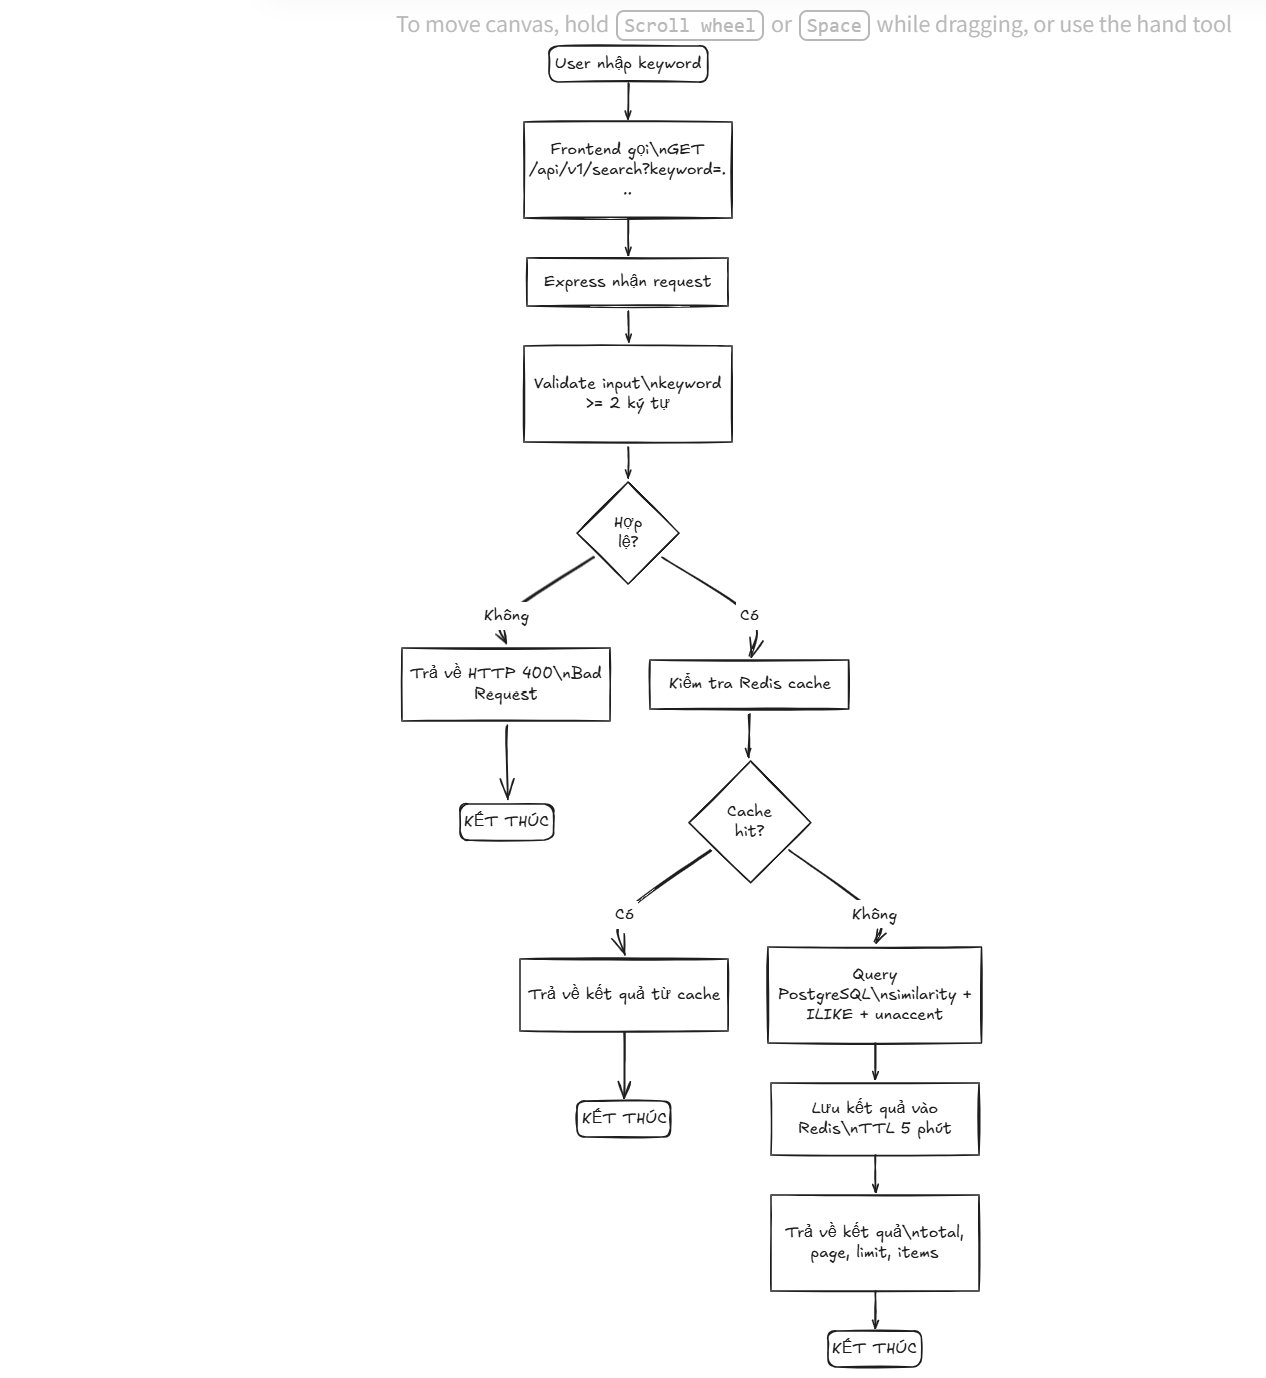 To move canvas, hold Scroll wheel or Space while dragging, or use the hand tool
User nhập keyword
Frontend gọi\nGET
/api/v1/search?keyword=.
..
Express nhận request
Validate input\nkeyword
>= 2 ký tự
Hợp
lệ?
Không
Có
Trả về HTTP 400\nBad
Request
Kiểm tra Redis cache
KẾT THÚC
Cache
hit?
Có
Không
Trả về kết quả từ cache
Query
PostgreSQL\nsimilarity +
ILIKE + unaccent
KẾT THÚC
Lưu kết quả vào
Redis\nTTL 5 phút
Trả về kết quả\ntotal,
page, limit, items
KẾT THÚC